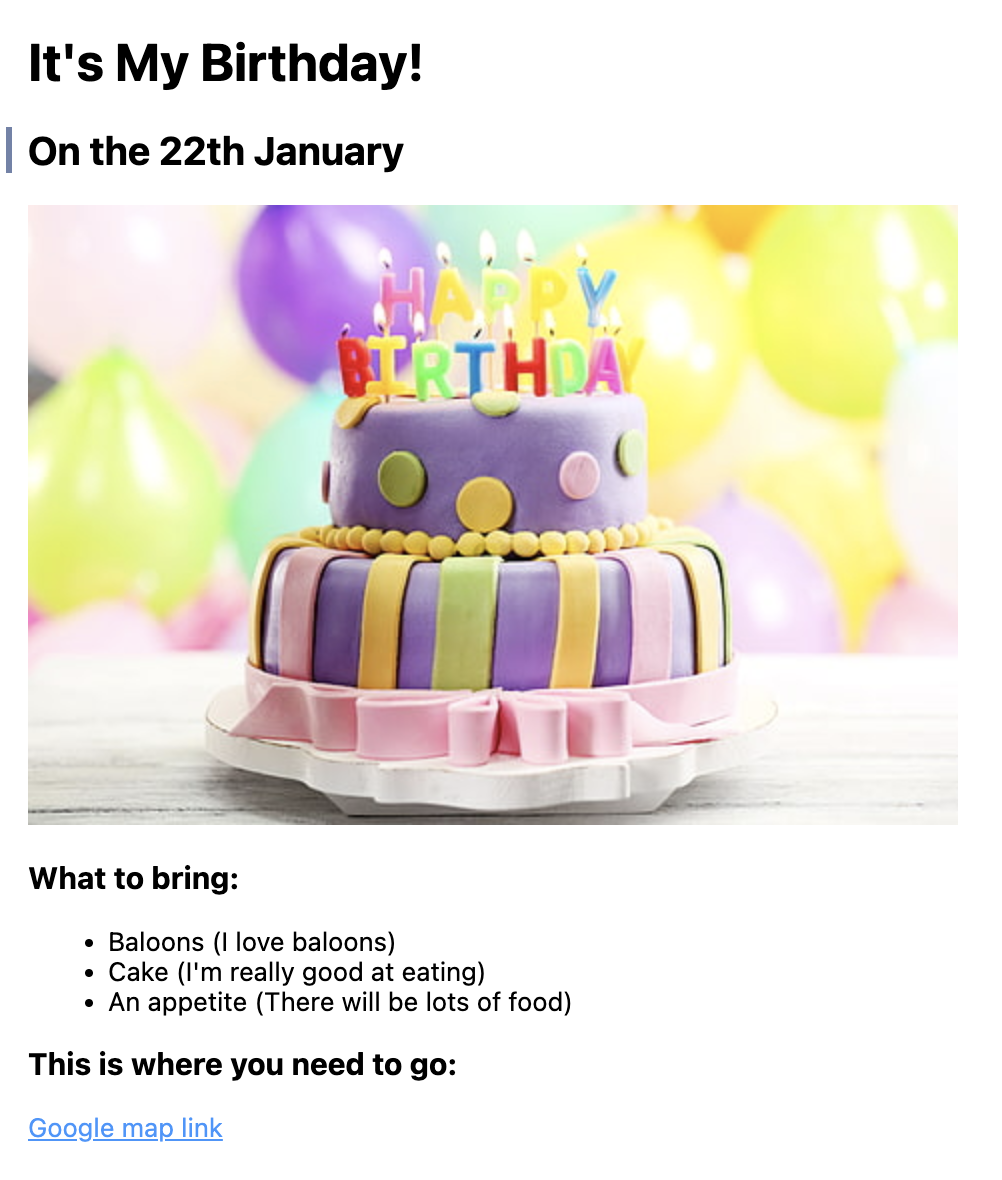 It's My Birthday!
On the 22th January
HAPPY
BIRTHDAY
What to bring:
Baloons (I love baloons)
Cake (I'm really good at eating)
An appetite (There will be lots of food)
This is where you need to go:
Google map link